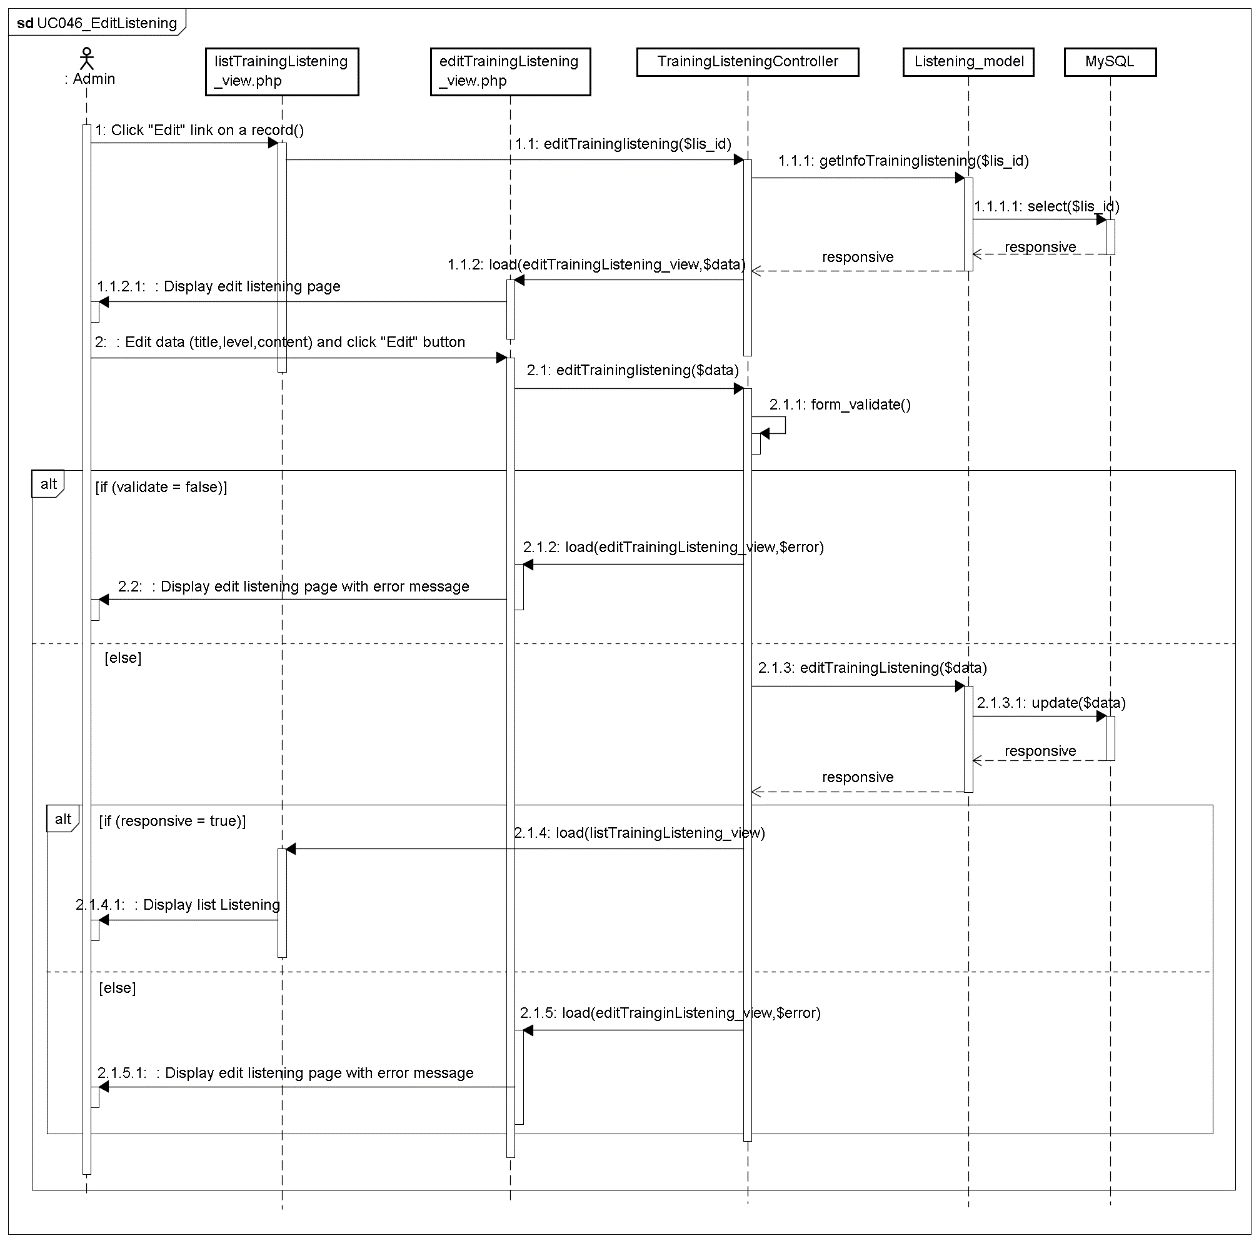 sd UC046_EditListening
: Admin
listTrainingListening
_view.php
editTrainingListening
_view.php
TrainingListeningController
Listening_model
MySQL
1: Click "Edit" link on a record()
1.1: editTraininglistening($lis_id)
1.1.1: getInfoTraininglistening($lis_id)
1.1.1.1: select($lis_id)
responsive
responsive
1.1.2: load(editTrainingListening_view,$data)
1.1.2.1:  : Display edit listening page
2:  : Edit data (title,level,content) and click "Edit" button
2.1: editTraininglistening($data)
2.1.1: form_validate()
alt
[if (validate = false)]
2.1.2: load(editTrainingListening_view,$error)
2.2:  : Display edit listening page with error message
[else]
2.1.3: editTrainingListening($data)
2.1.3.1: update($data)
responsive
responsive
alt
[if (responsive = true)]
2.1.4: load(listTrainingListening_view)
2.1.4.1:  : Display list Listening
[else]
2.1.5: load(editTrainginListening_view,$error)
2.1.5.1:  : Display edit listening page with error message